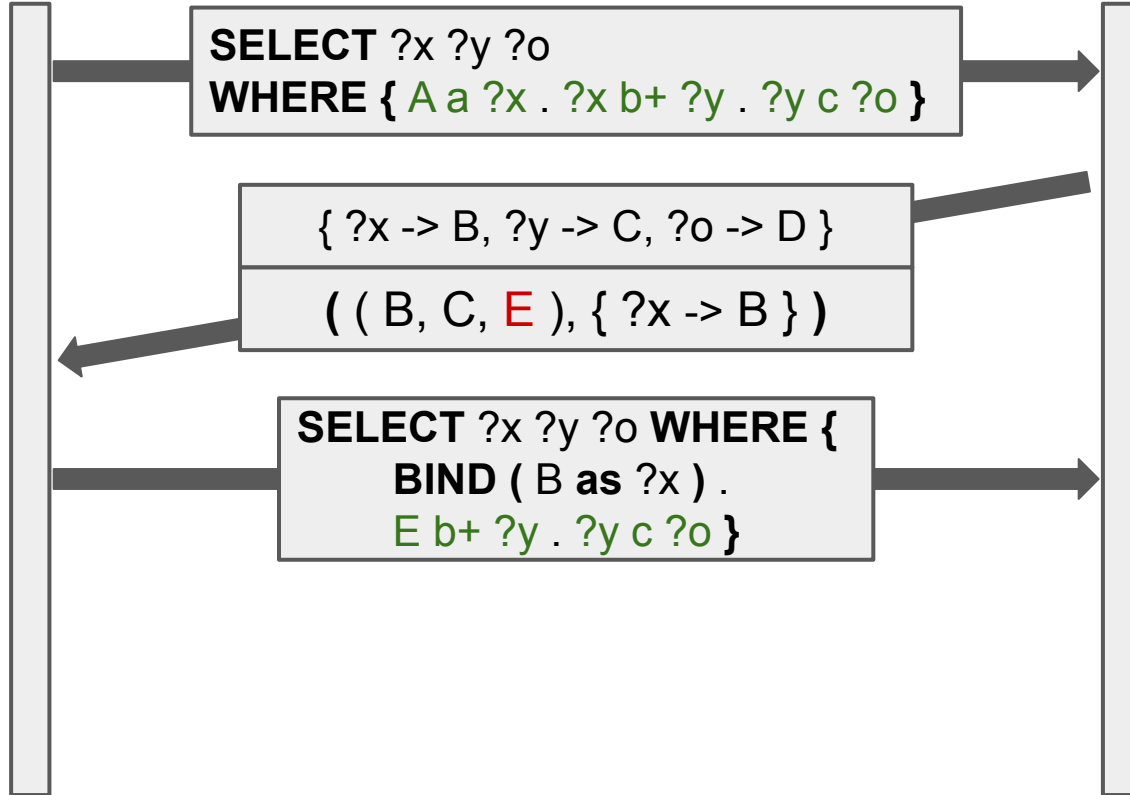 SELECT ?x ?y ?o
WHERE { A a ?x . ?x b+ ?y . ?y c ?o }
{ ?x -> B, ?y -> C, ?o -> D }
( ( B, C, E ), { ?x -> B } )
SELECT ?x ?y ?o WHERE {
BIND ( B as ?x ) .
E b+ ?y . ?y c ?o }